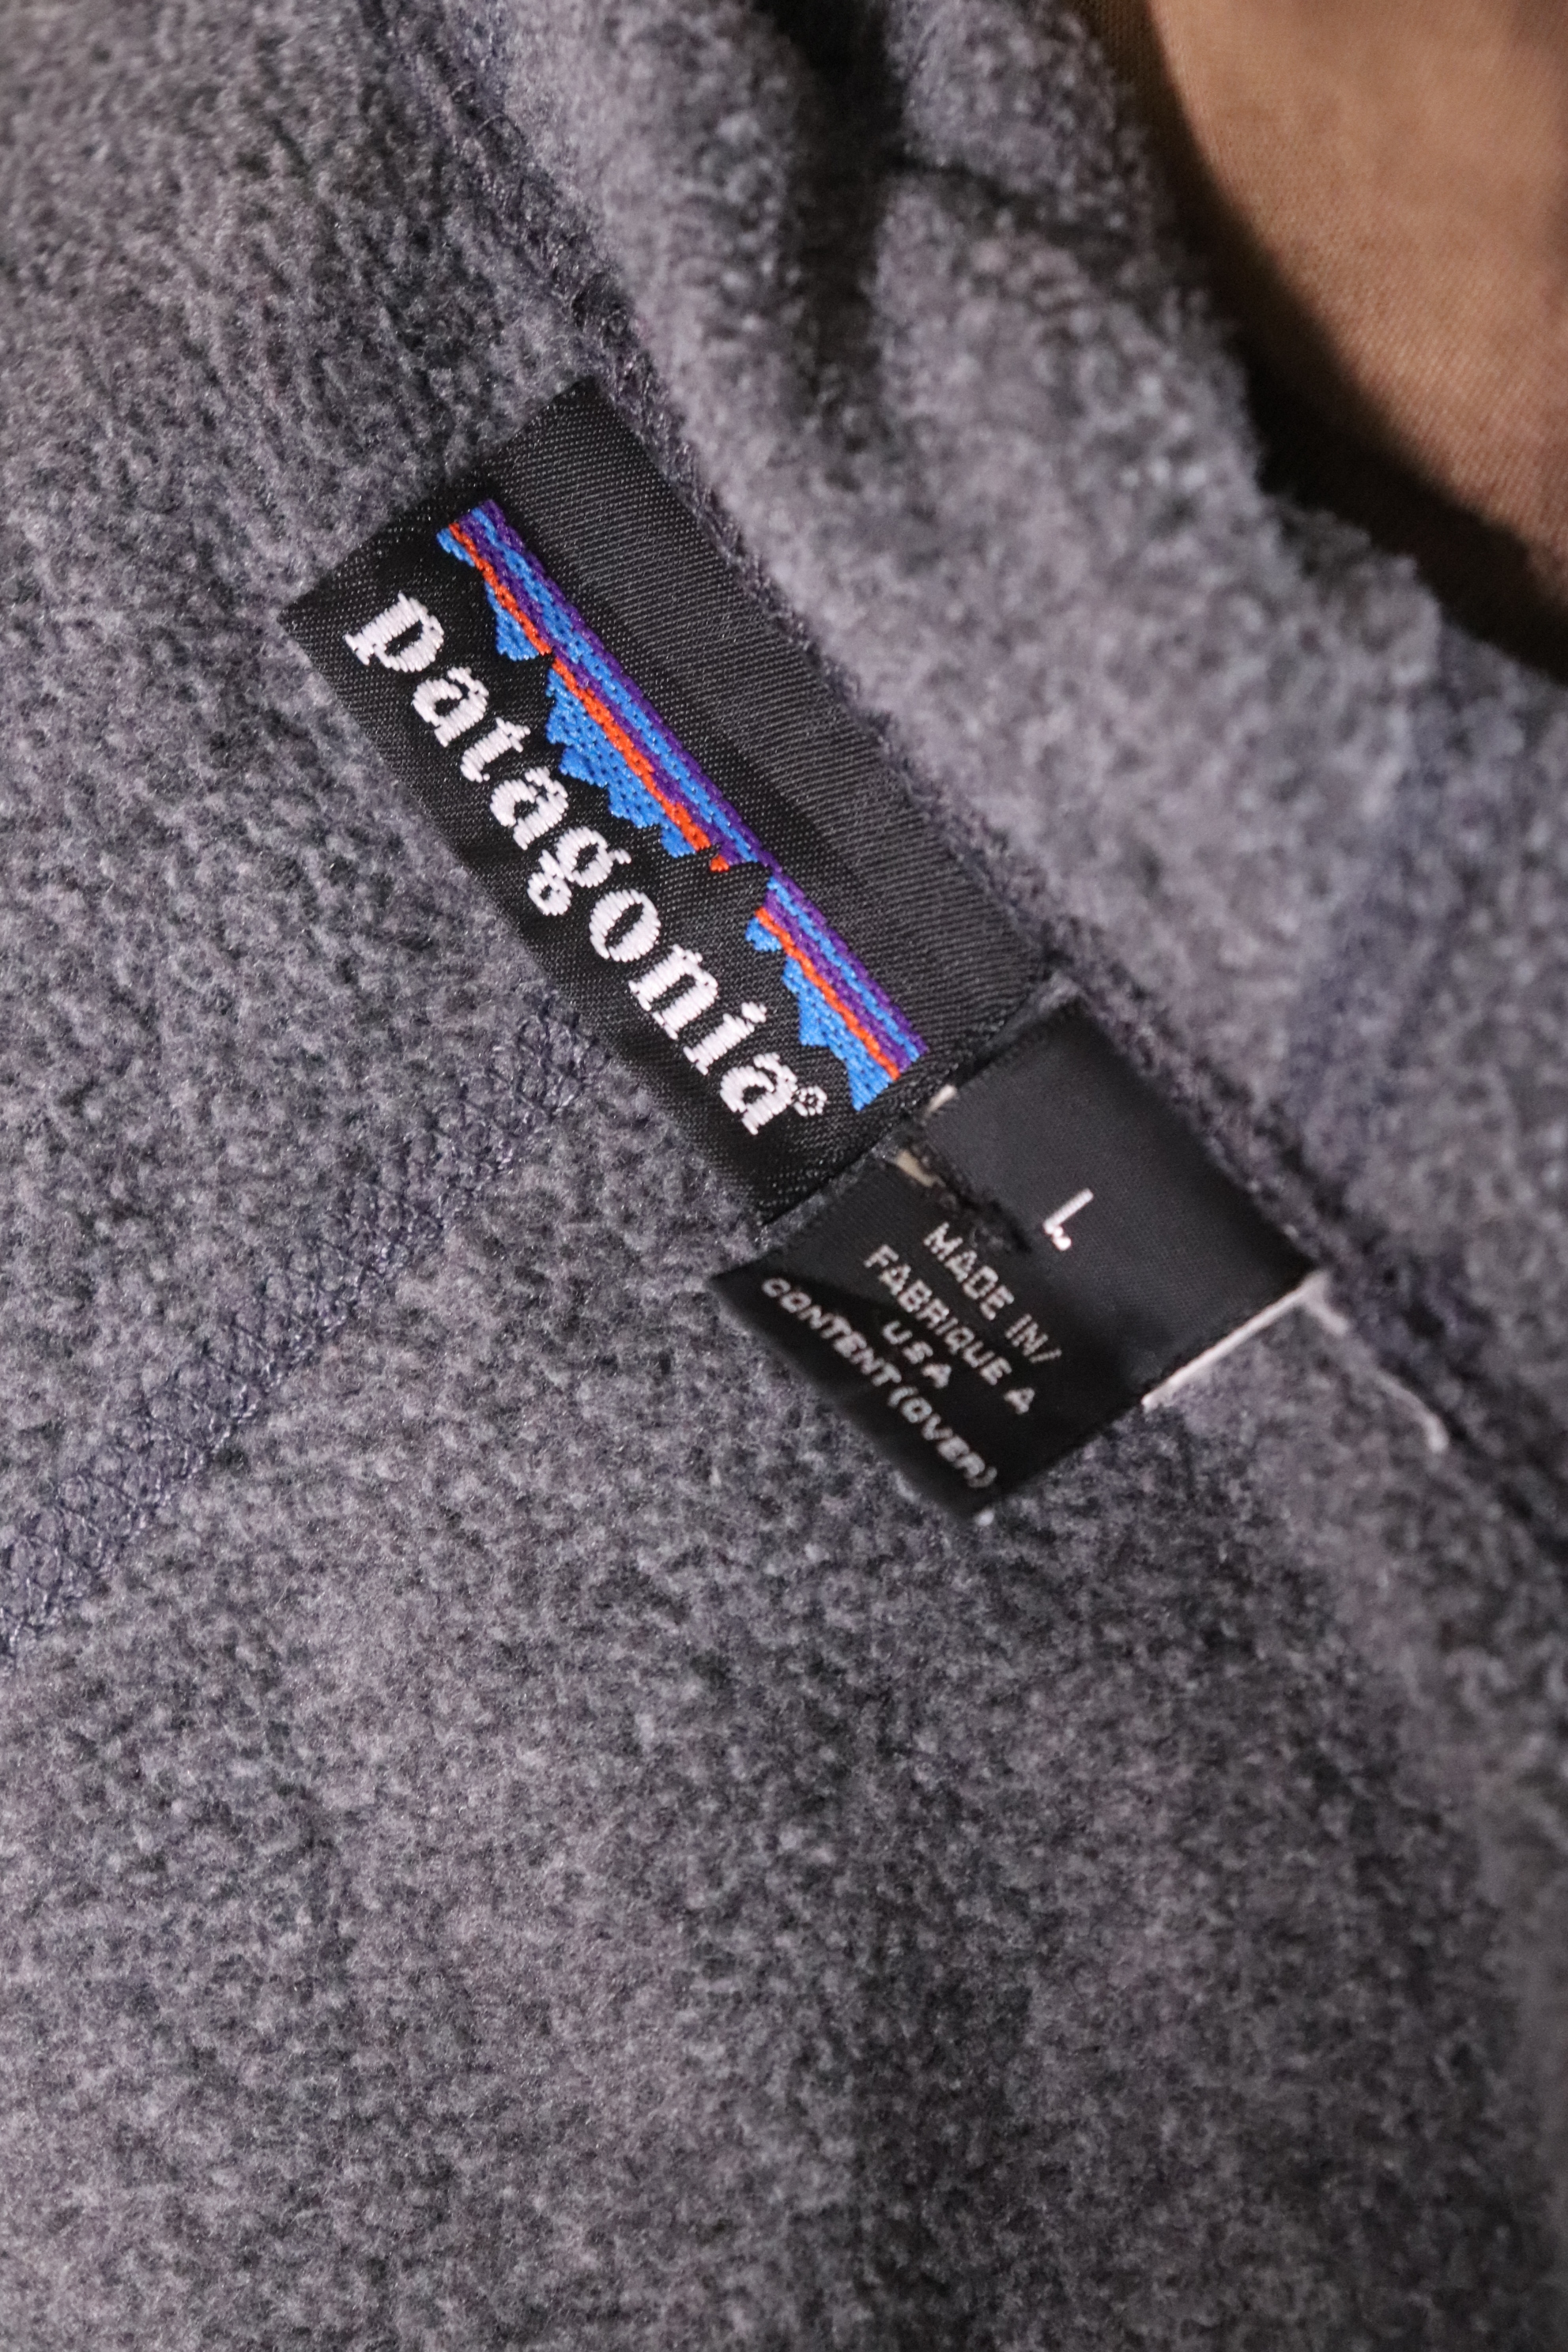 patagonia®
L
MADE IN/
FABRIQUE A
USA
CONTENT (OVER)